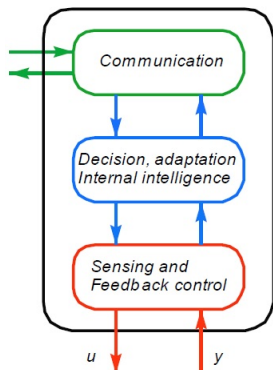 Communication
Decision, adaptation
Internal intelligence
Sensing and
Feedback control
u y